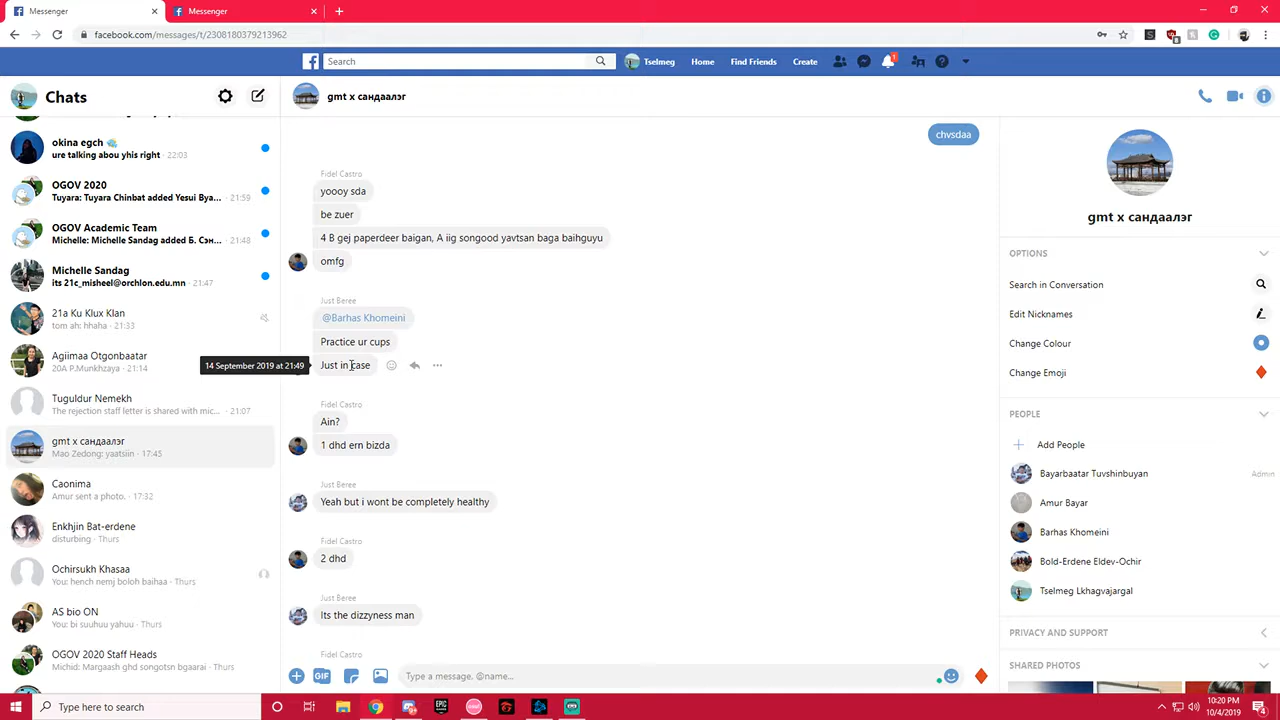 Messenger
Messenger
facebook.com/messages/t/2308180379213962
Search
Tselmeg
Home
Find Friends
Create
Chats
okina egch
ure talking abou yhis right · 22:03
OGOV 2020
Tuyara: Tuyara Chinbat added Yesui Bya... · 21:59
OGOV Academic Team
Michelle: Michelle Sandag added Б. Сэн... · 21:48
Michelle Sandag
its 21c_misheel@orchlon.edu.mn · 21:47
21a Ku Klux Klan
tom ah: hhaha · 21:33
Agiimaa Otgonbaatar
20A P.Munkhzaya · 21:14
Tuguldur Nemekh
The rejection staff letter is shared with mic... · 21:07
gmt x сандаалэг
Mao Zedong: yaatsiin · 17:45
Caonima
Amur sent a photo. · 17:32
Enkhjin Bat-erdene
disturbing · Thurs
Ochirsukh Khasaa
You: hench nemj boloh baihaa · Thurs
AS bio ON
You: bi suuhuu yahuu · Thurs
OGOV 2020 Staff Heads
Michid: Margaash ghd songotsn bgaarai · Thurs
gmt x сандаалэг
chvsdaa
Fidel Castro
yoooy sda
be zuer
4 B gej paperdeer baigan, A iig songood yavtsan baga baihguyu
omfg
Just Beree
@Barhas Khomeini
Practice ur cups
Just in case
14 September 2019 at 21:49
Fidel Castro
Ain?
1 dhd ern bizda
Just Beree
Yeah but i wont be completely healthy
Fidel Castro
2 dhd
Just Beree
Its the dizzyness man
Fidel Castro
GIF
Type a message, @name...
gmt x сандаалэг
OPTIONS
Search in Conversation
Edit Nicknames
Change Colour
Change Emoji
PEOPLE
Add People
Bayarbaatar Tuvshinbuyan
Admin
Amur Bayar
Barhas Khomeini
Bold-Erdene Eldev-Ochir
Tselmeg Lkhagvajargal
PRIVACY AND SUPPORT
SHARED PHOTOS
Type here to search
EPIC
10:20 PM
10/4/2019
4